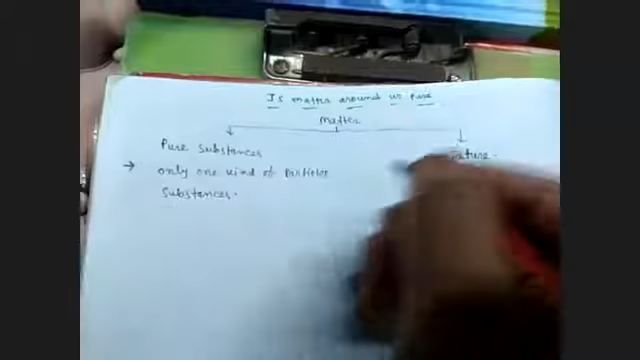 Is matter around us Pure
Matter
Pure Substances
→ only one kind of Particles
Substances.